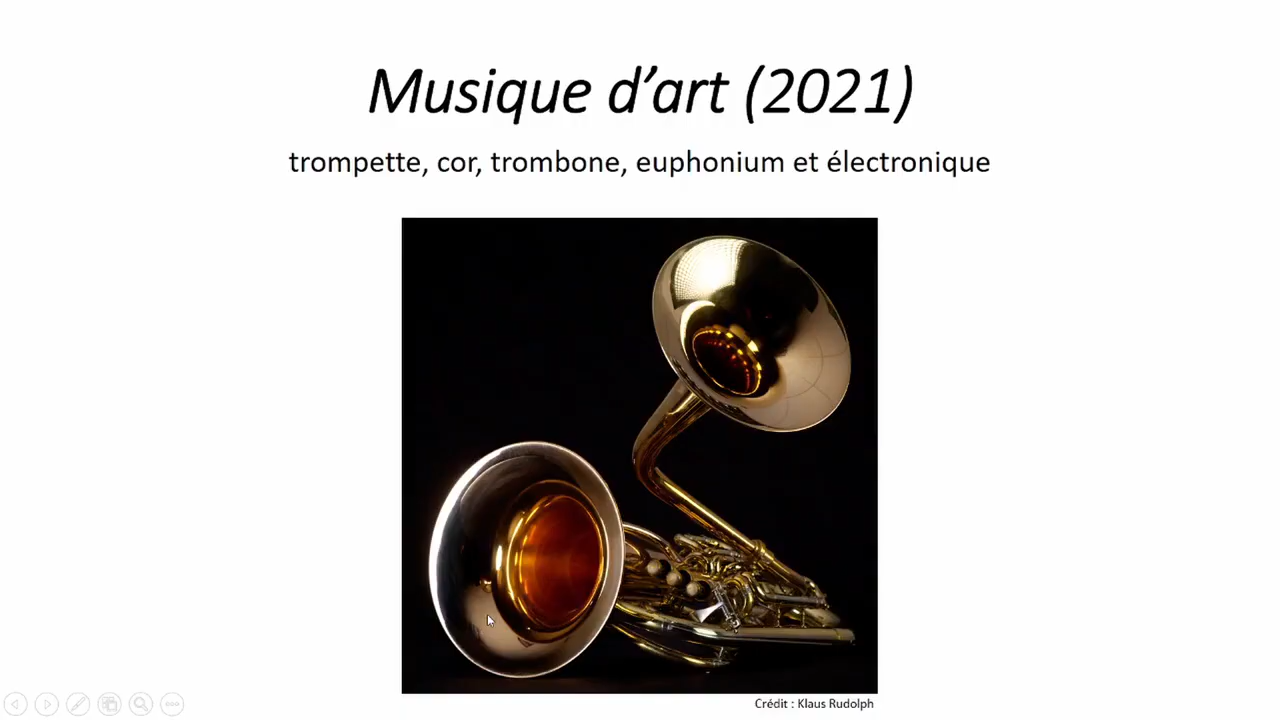 Musique d’art (2021)
trompette, cor, trombone, euphonium et électronique
Crédit : Klaus Rudolph